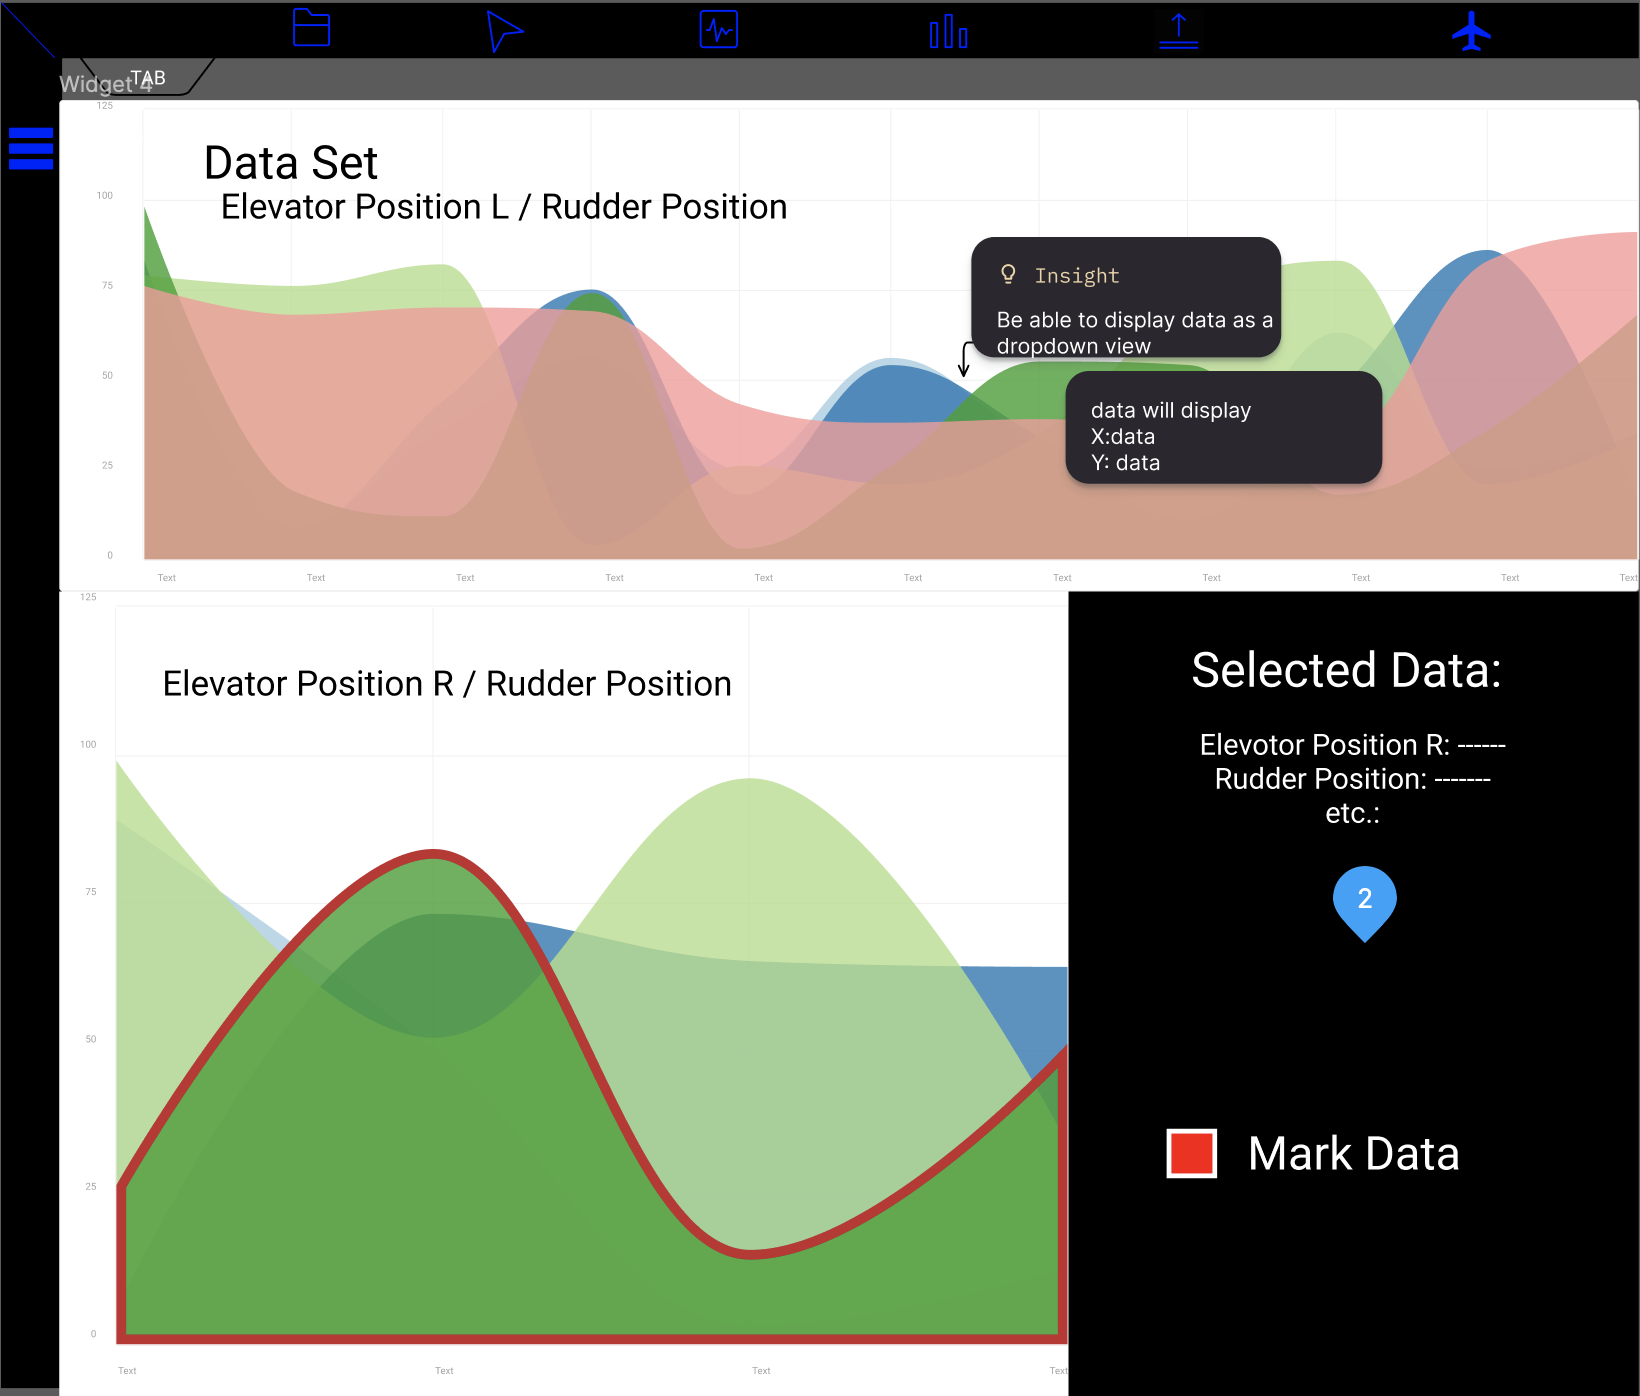 TAB
Widget 4
125
Data Set
100
Elevator Position L / Rudder Position
Insight
75
Be able to display data as a
dropdown view
50
data will display
X:data
25
Y: data
0
Text Text Text Text Text Text Text Text Text Text Text
125
Elevator Position R / Rudder Position
100
75
50
25
0
Text Text Text Text
Selected Data:
Elevotor Position R: ------
Rudder Position: -------
etc.:
2
Mark Data